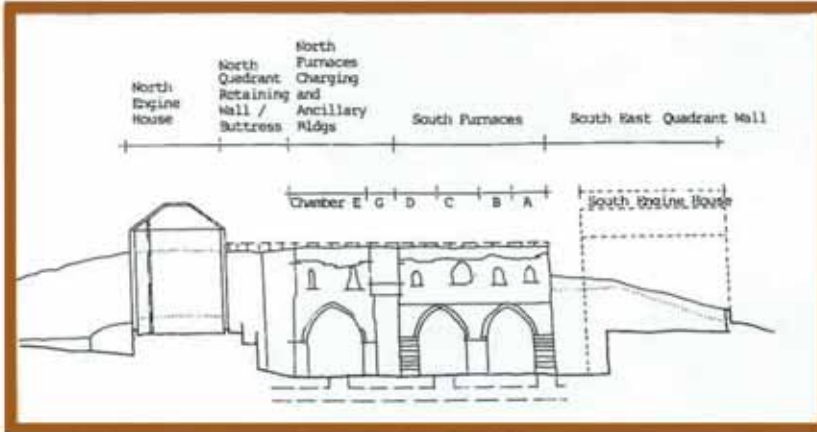 North
Engine
House
North
Quadrant
Retaining
Wall /
Buttress
North
Furnaces
Charging
and
Ancillary
Bldgs
South Furnaces
South East Quadrant Wall
Chamber E G D C B A
South Engine House